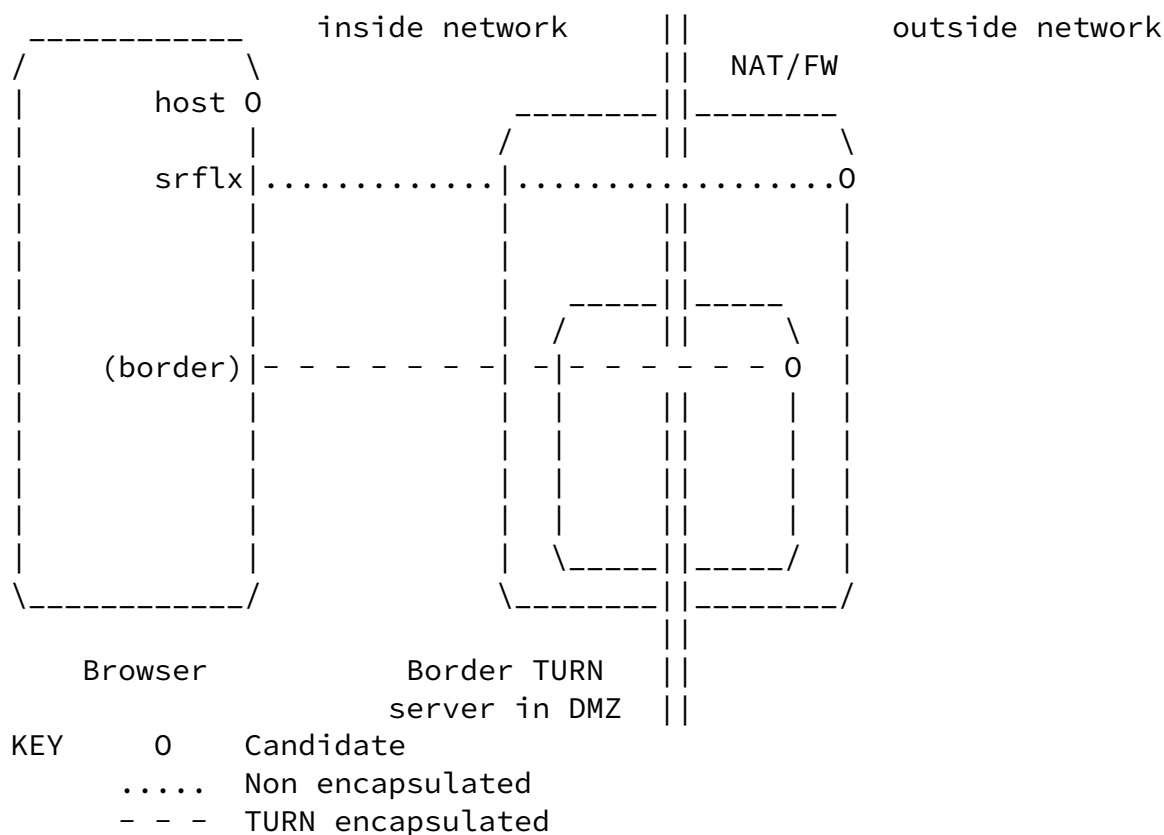 inside network outside network
NAT/FW
host O
srflx O
(border) O
Browser Border TURN
server in DMZ
KEY O Candidate
..... Non encapsulated
- - - TURN encapsulated